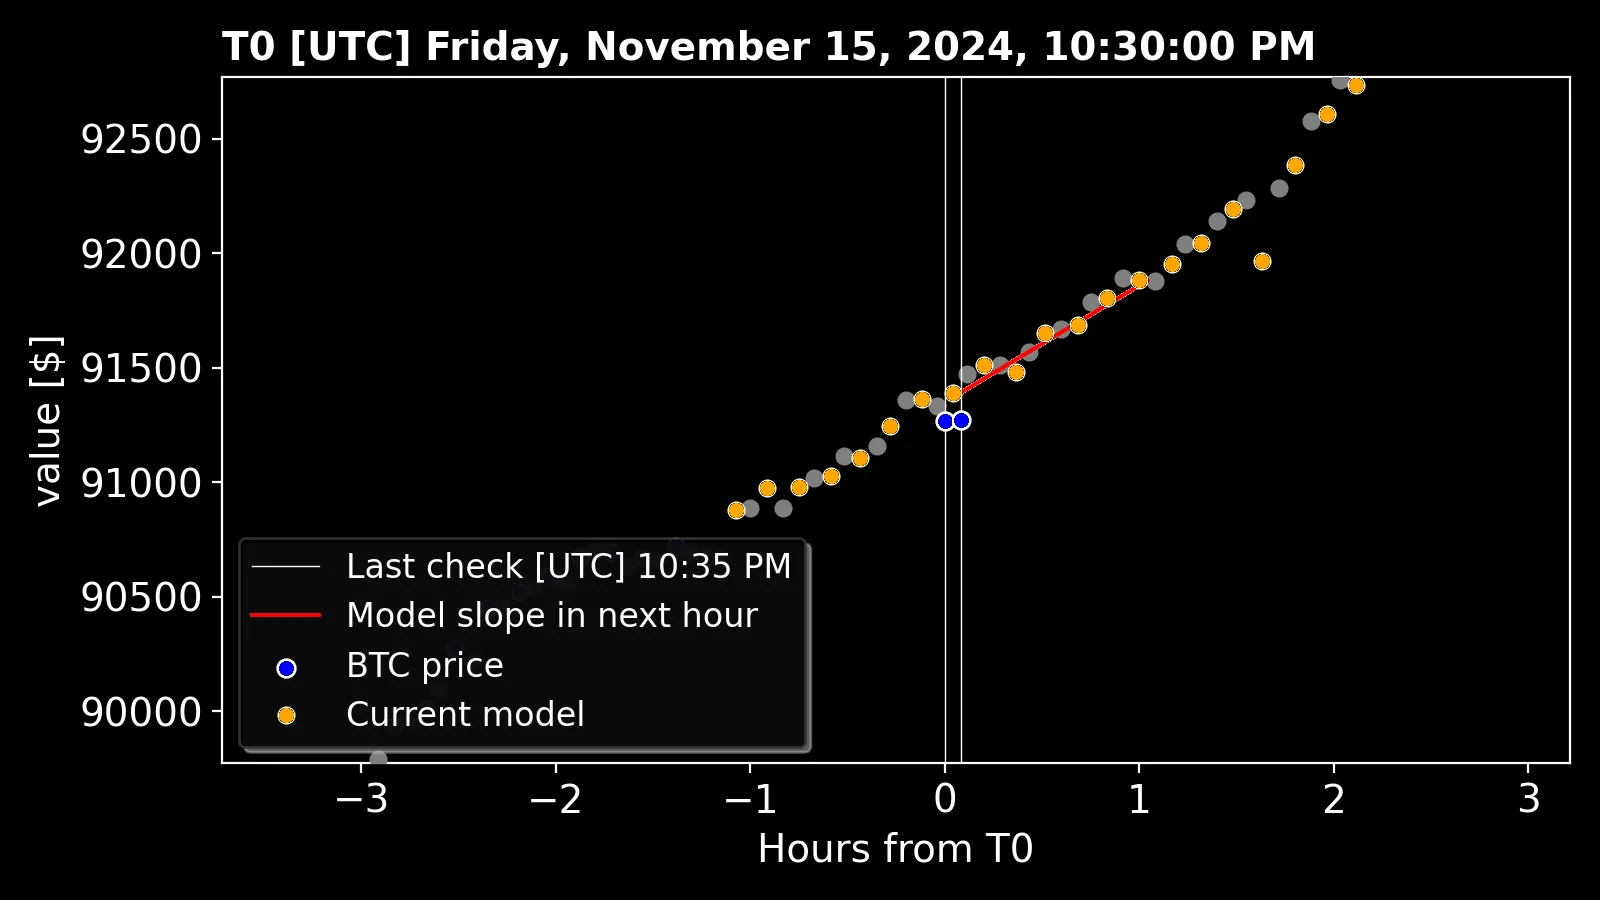 T0 [UTC] Friday, November 15, 2024, 10:30:00 PM
value [$]
92500
92000
91500
91000
90500
90000
Last check [UTC] 10:35 PM
Model slope in next hour
BTC price
Current model
−3 −2 −1 0 1 2 3
Hours from T0